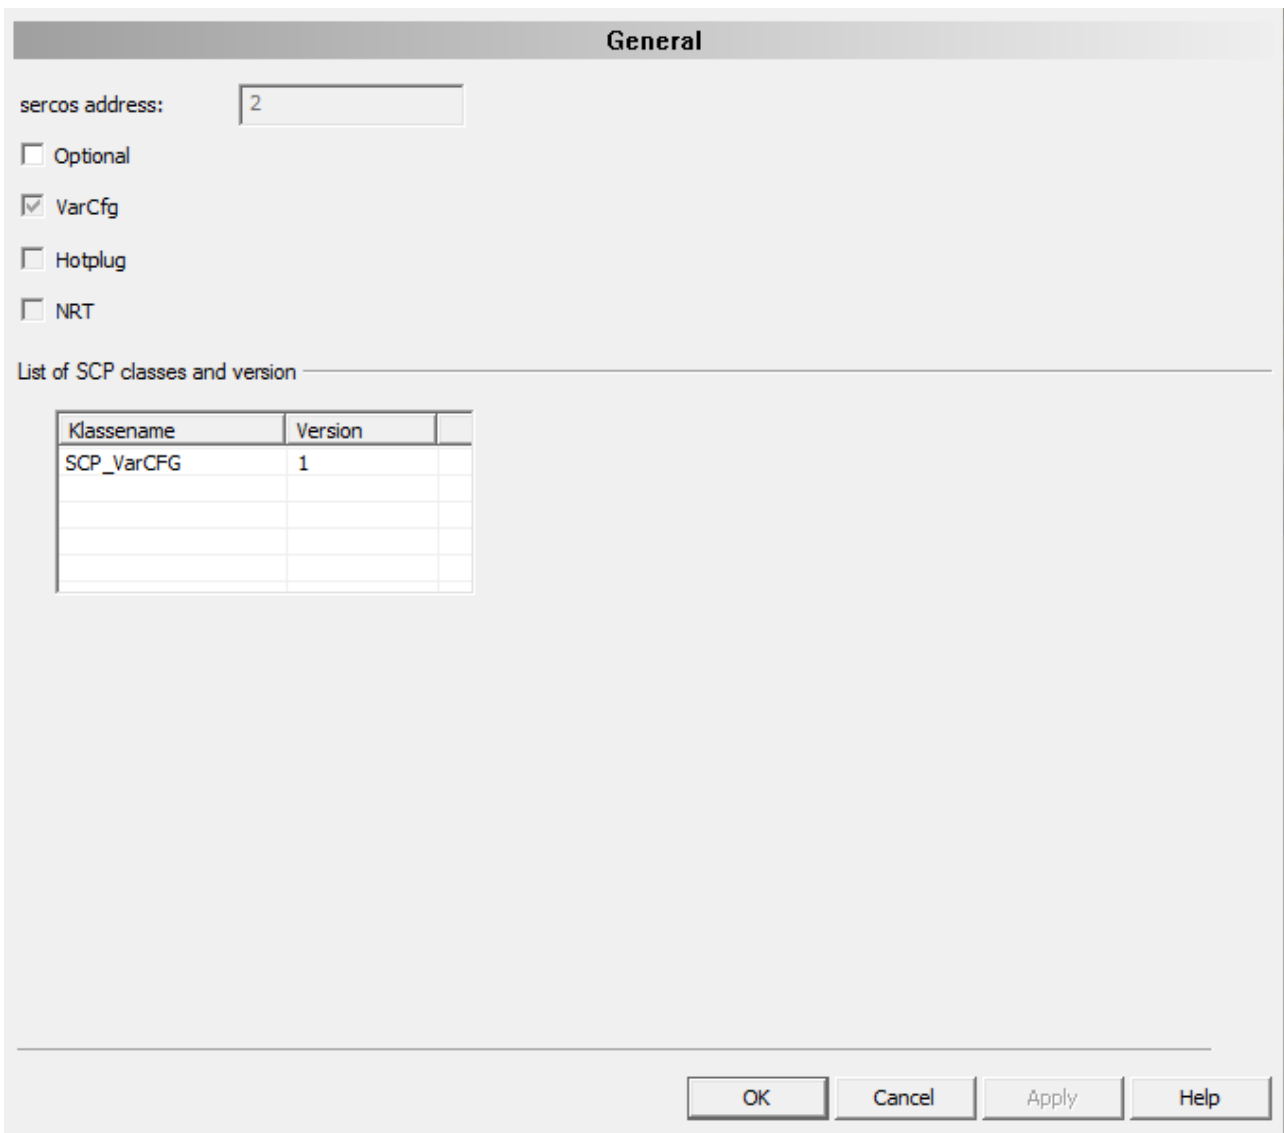 General
sercos address: 2
Optional
VarCfg
Hotplug
NRT
List of SCP classes and version
Klassename Version
SCP_VarCFG 1
OK Cancel Apply Help